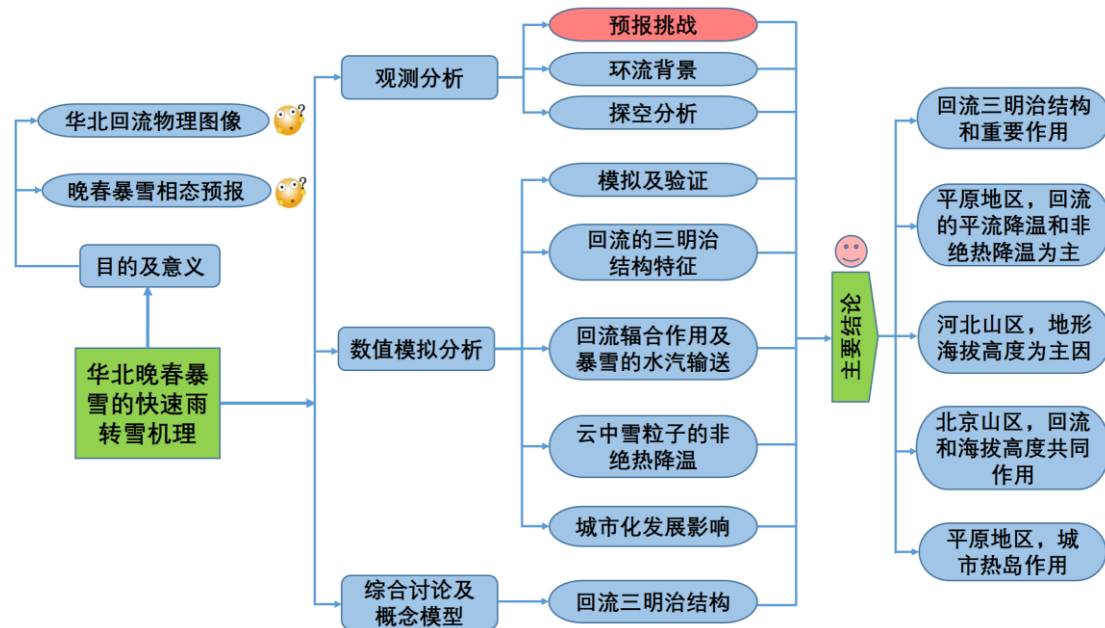 华北回流物理图像
晚春暴雪相态预报
目的及意义
华北晚春暴
雪的快速雨
转雪机理
观测分析
数值模拟分析
综合讨论及
概念模型
预报挑战
环流背景
探空分析
模拟及验证
回流的三明治
结构特征
回流辐合作用及
暴雪的水汽输送
云中雪粒子的非
绝热降温
城市化发展影响
回流三明治结构
主要结论
回流三明治结构
和重要作用
平原地区，回流
的平流降温和非
绝热降温为主
河北山区，地形
海拔高度为主因
北京山区，回流
和海拔高度共同
作用
平原地区，城
市热岛作用